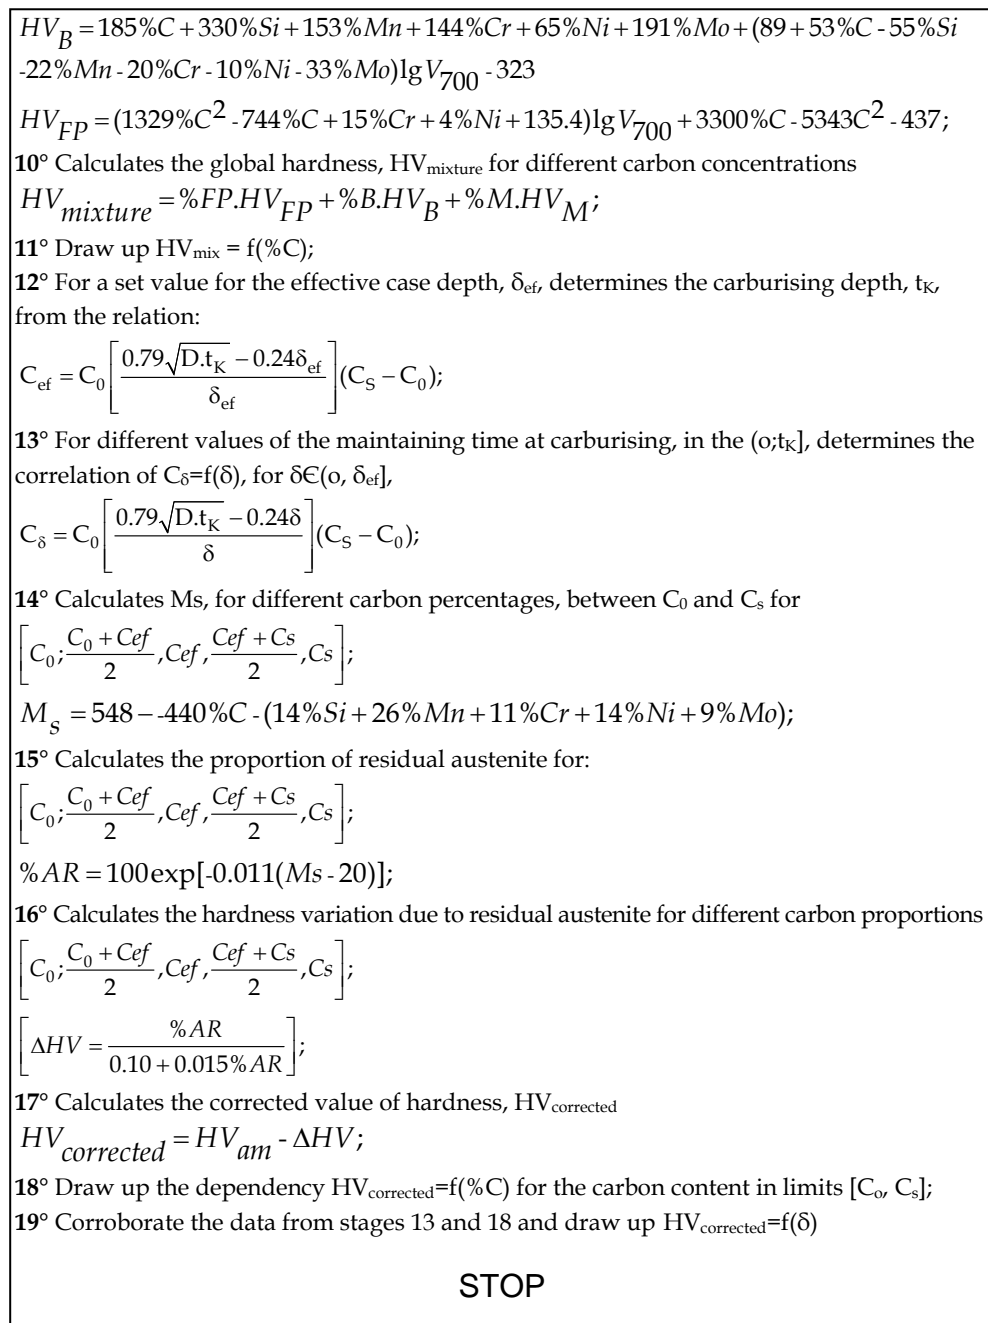 HV_B = 185%C + 330%Si + 153%Mn + 144%Cr + 65%Ni + 191%Mo + (89 + 53%C - 55%Si
-22%Mn - 20%Cr - 10%Ni - 33%Mo)lg V_700 - 323
HV_FP = (1329%C^2 - 744%C + 15%Cr + 4%Ni + 135.4)lg V_700 + 3300%C - 5343C^2 - 437;
10° Calculates the global hardness, HV_mixture for different carbon concentrations
HV_mixture = %FP.HV_FP + %B.HV_B + %M.HV_M;
11° Draw up HV_mix = f(%C);
12° For a set value for the effective case depth, δ_ef, determines the carburising depth, t_K,
from the relation:
C_ef = C_0 [ (0.79√(D.t_K) − 0.24δ_ef) / δ_ef ] (C_S − C_0);
13° For different values of the maintaining time at carburising, in the (o;t_K], determines the
correlation of C_δ=f(δ), for δЄ(o, δ_ef],
C_δ = C_0 [ (0.79√(D.t_K) − 0.24δ) / δ ] (C_S − C_0);
14° Calculates Ms, for different carbon percentages, between C_0 and C_s for
[ C_0; (C_0 + Cef)/2, Cef, (Cef + Cs)/2, Cs ];
M_s = 548 − -440%C - (14%Si + 26%Mn + 11%Cr + 14%Ni + 9%Mo);
15° Calculates the proportion of residual austenite for:
[ C_0; (C_0 + Cef)/2, Cef, (Cef + Cs)/2, Cs ];
%AR = 100 exp[-0.011(Ms - 20)];
16° Calculates the hardness variation due to residual austenite for different carbon proportions
[ C_0; (C_0 + Cef)/2, Cef, (Cef + Cs)/2, Cs ];
[ ΔHV = %AR / (0.10 + 0.015%AR) ];
17° Calculates the corrected value of hardness, HV_corrected
HV_corrected = HV_am - ΔHV;
18° Draw up the dependency HV_corrected=f(%C) for the carbon content in limits [C_o, C_s];
19° Corroborate the data from stages 13 and 18 and draw up HV_corrected=f(δ)
STOP